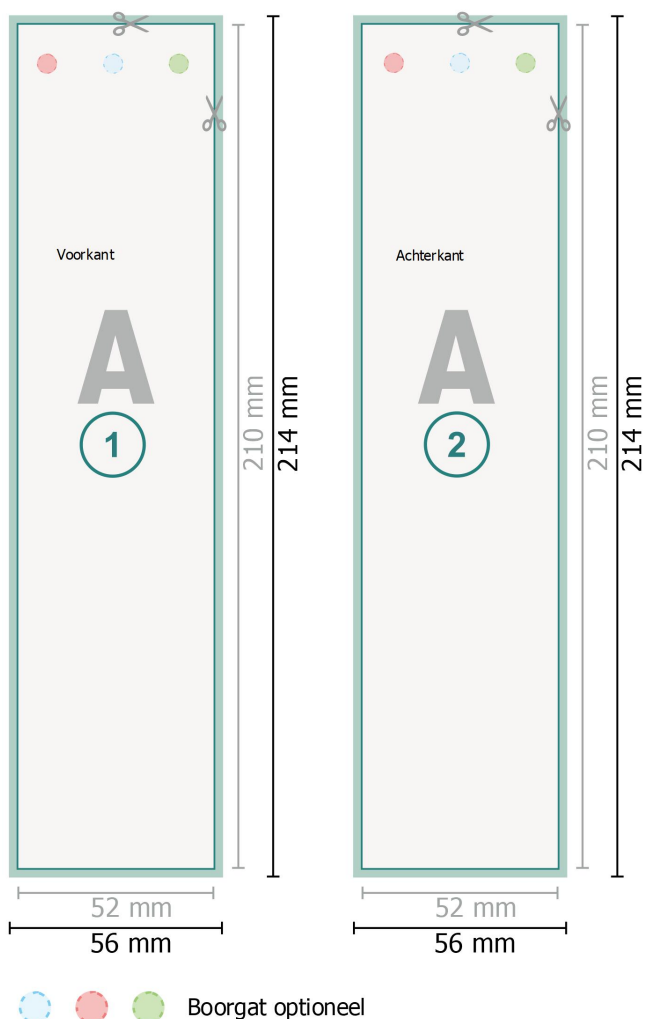 Voorkant
A
1
210 mm
214 mm
52 mm
56 mm
Achterkant
A
2
210 mm
214 mm
52 mm
56 mm
Boorgat optioneel